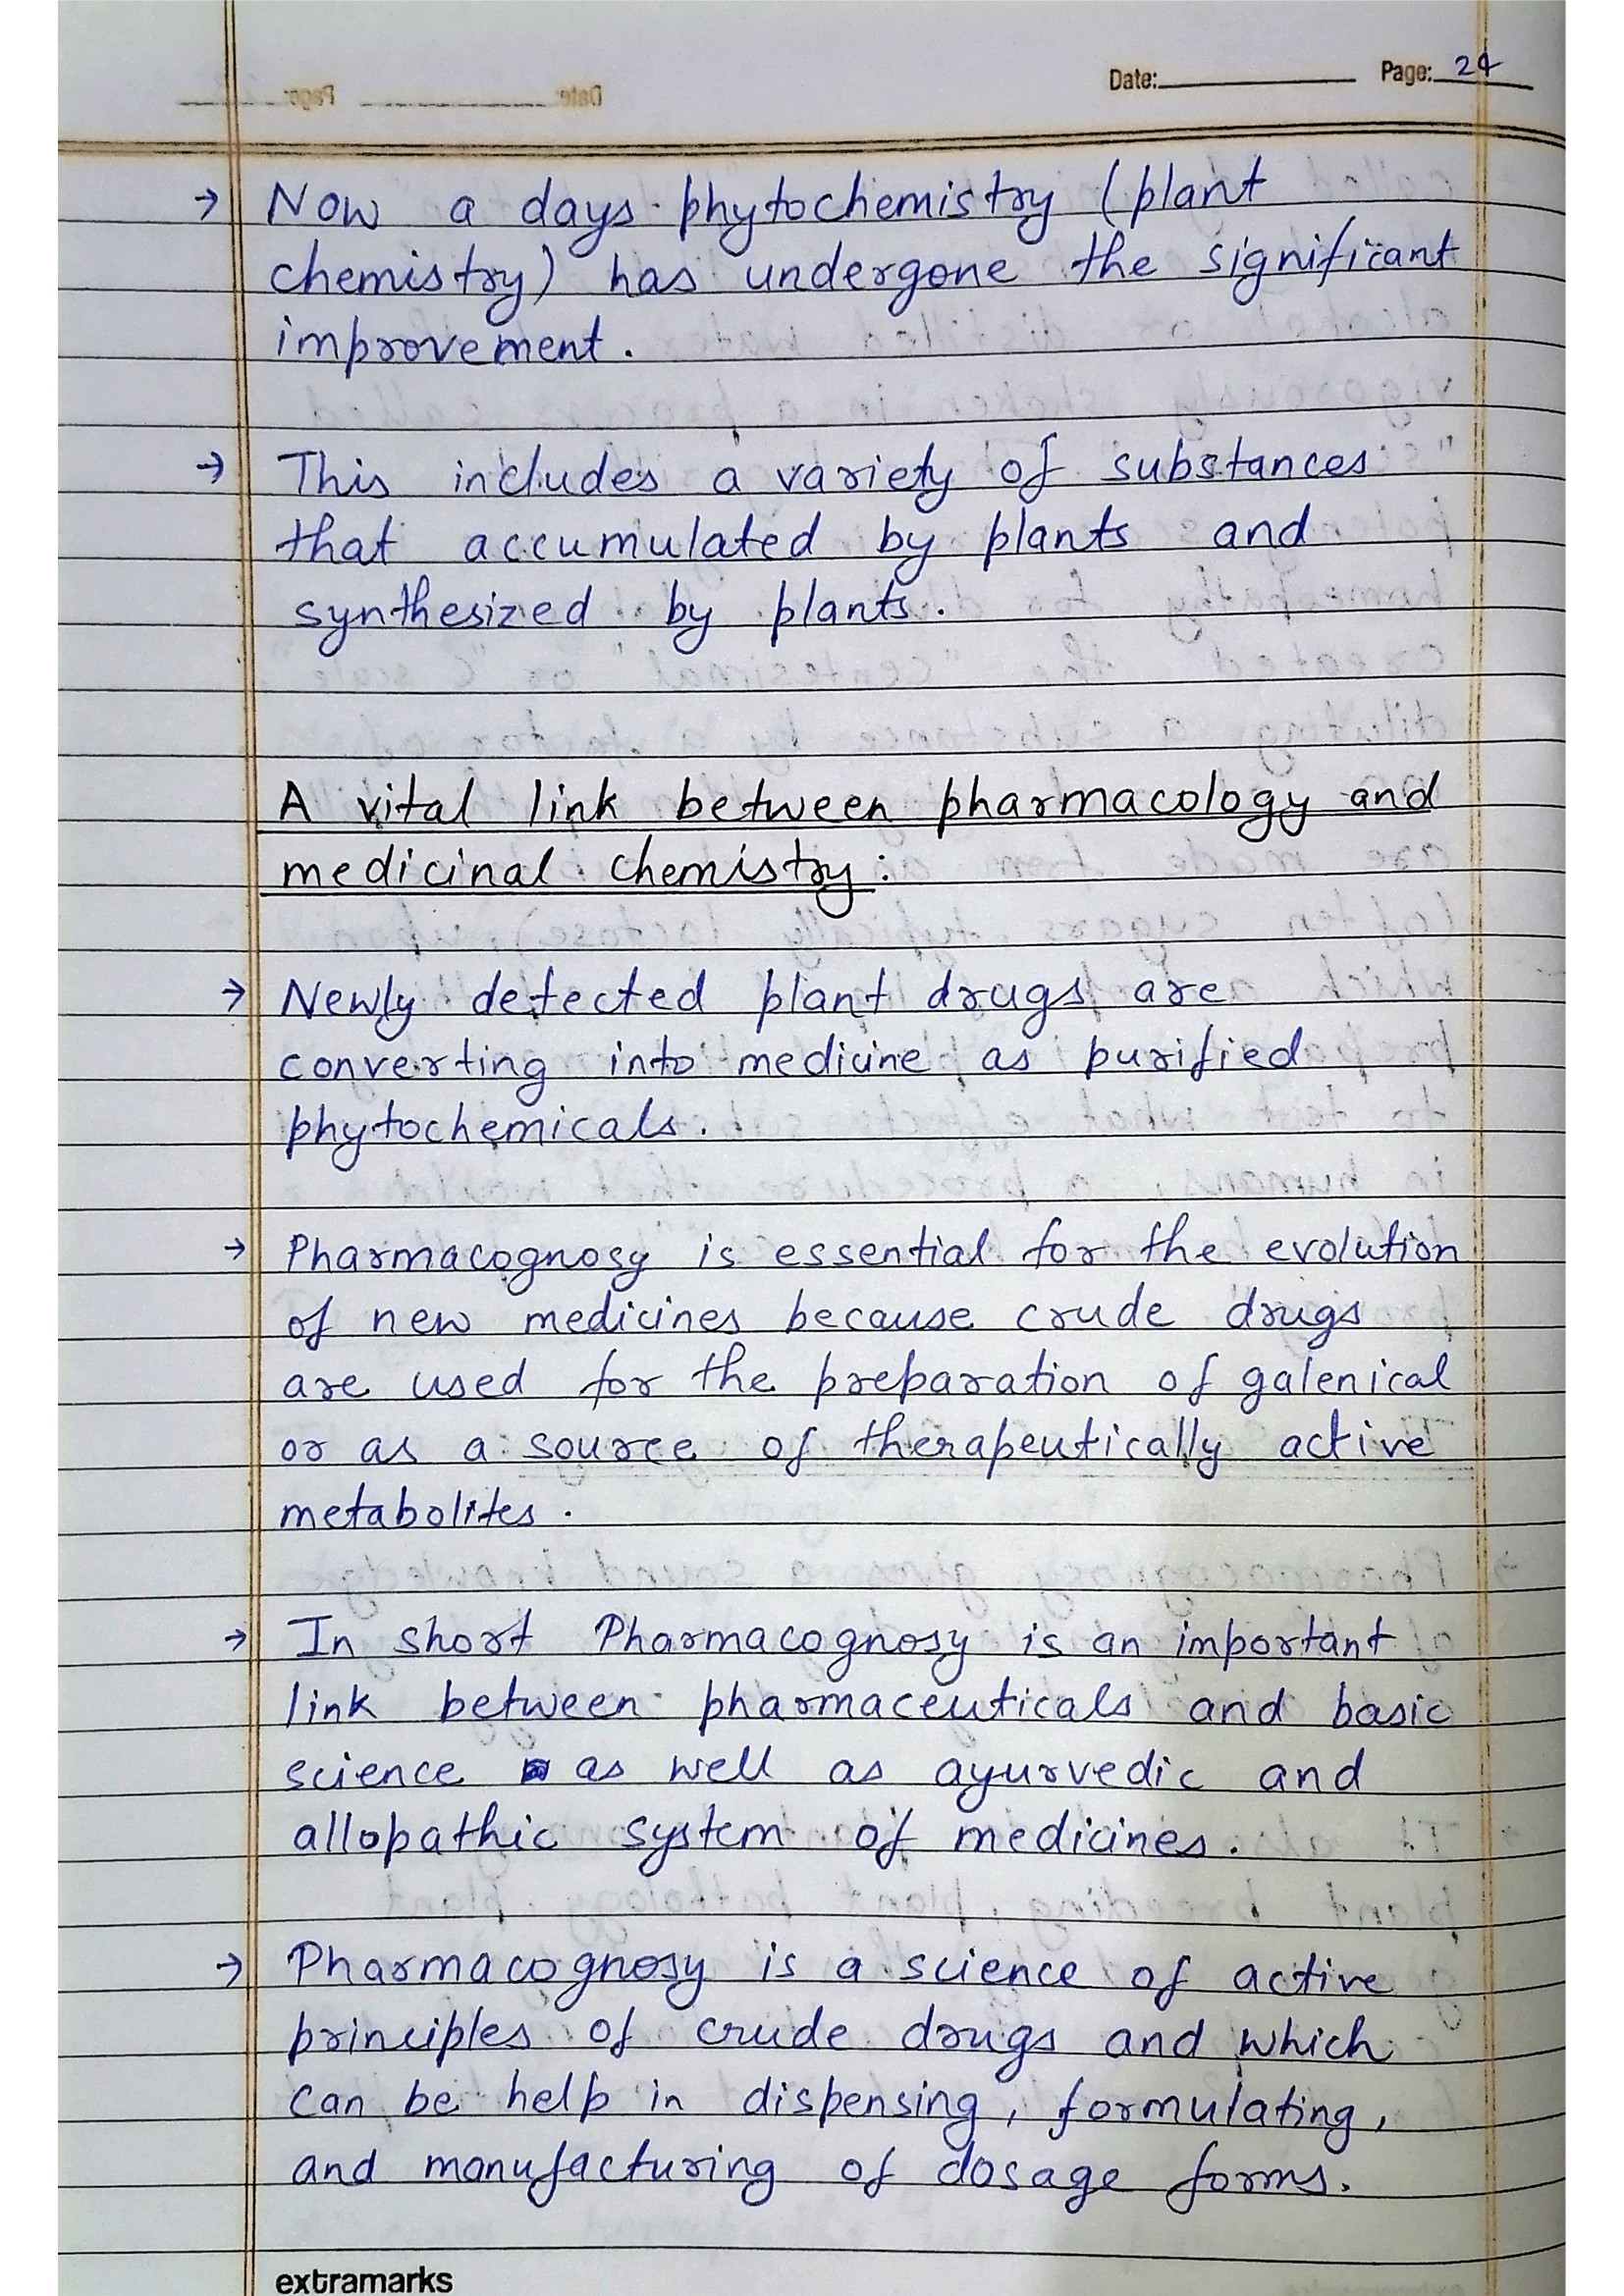 Date: Page: 24
→ Now a days phytochemistry (plant
chemistry) has undergone the significant
improvement.
→ This includes a variety of substances
that accumulated by plants and
synthesized by plants.
A vital link between pharmacology and
medicinal chemistry:
→ Newly detected plant drugs are
converting into medicine as purified
phytochemicals.
→ Pharmacognosy is essential for the evolution
of new medicines because crude drugs
are used for the preparation of galenical
or as a source of therapeutically active
metabolites.
→ In short Pharmacognosy is an important
link between pharmaceuticals and basic
science as well as ayurvedic and
allopathic system of medicines.
→ Pharmacognosy is a science of active
principles of crude drugs and which
can be help in dispensing, formulating,
and manufacturing of dosage forms.
extramarks